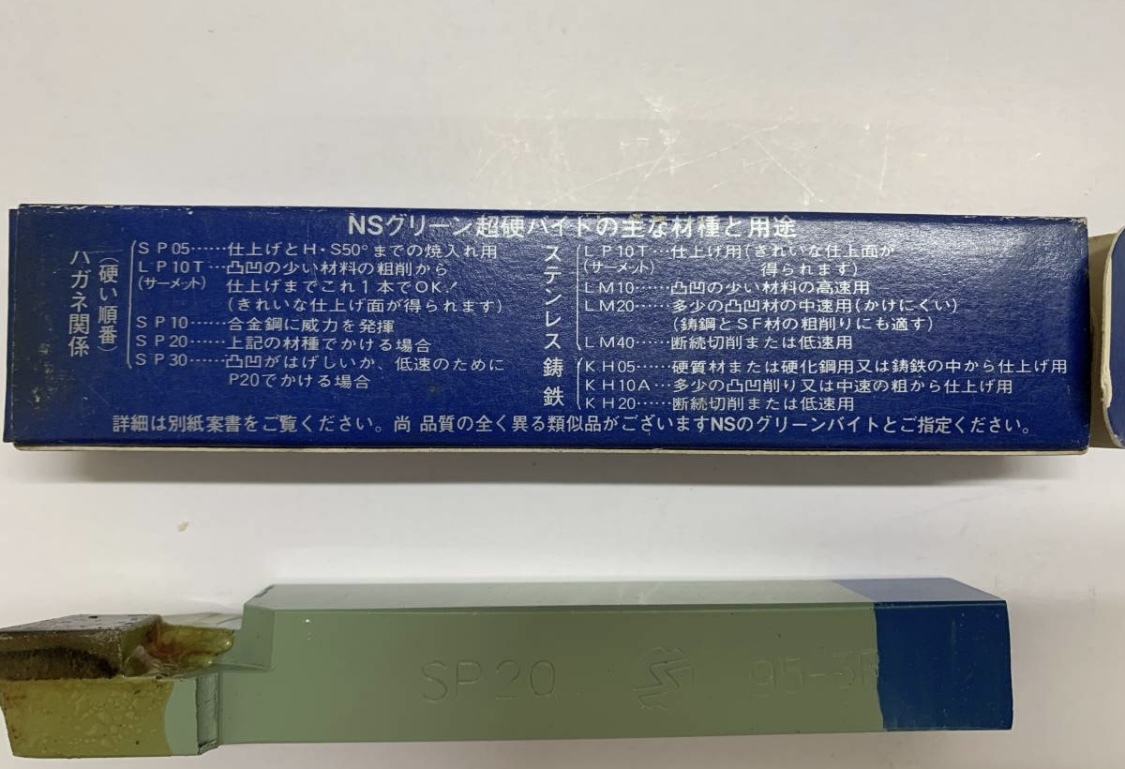 NSグリーン超硬バイトの主な材種と用途
ハガネ関係
(硬い順番)
SP05……仕上げとH・S50°までの焼入れ用
LP10T…凸凹の少い材料の粗削から
(サーメット) 仕上げまでこれ1本でOK!
(きれいな仕上げ面が得られます)
SP10……合金鋼に威力を発揮
SP20……上記の材種でかける場合
SP30……凸凹がはげしいか、低速のために
P20でかける場合
ステンレス
LP10T…仕上げ用(きれいな仕上面が
(サーメット) 得られます)
LM10……凸凹の少い材料の高速用
LM20……多少の凸凹材の中速用(かけにくい)
(鋳鋼とSF材の粗削りにも適す)
LM40……断続切削または低速用
鋳鉄
KH05……硬質材または硬化鋼用又は鋳鉄の中から仕上げ用
KH10A…多少の凸凹削り又は中速の粗から仕上げ用
KH20……断続切削または低速用
詳細は別紙案書をご覧ください。尚 品質の全く異る類似品がございますNSのグリーンバイトとご指定ください。
SP20 95-3R